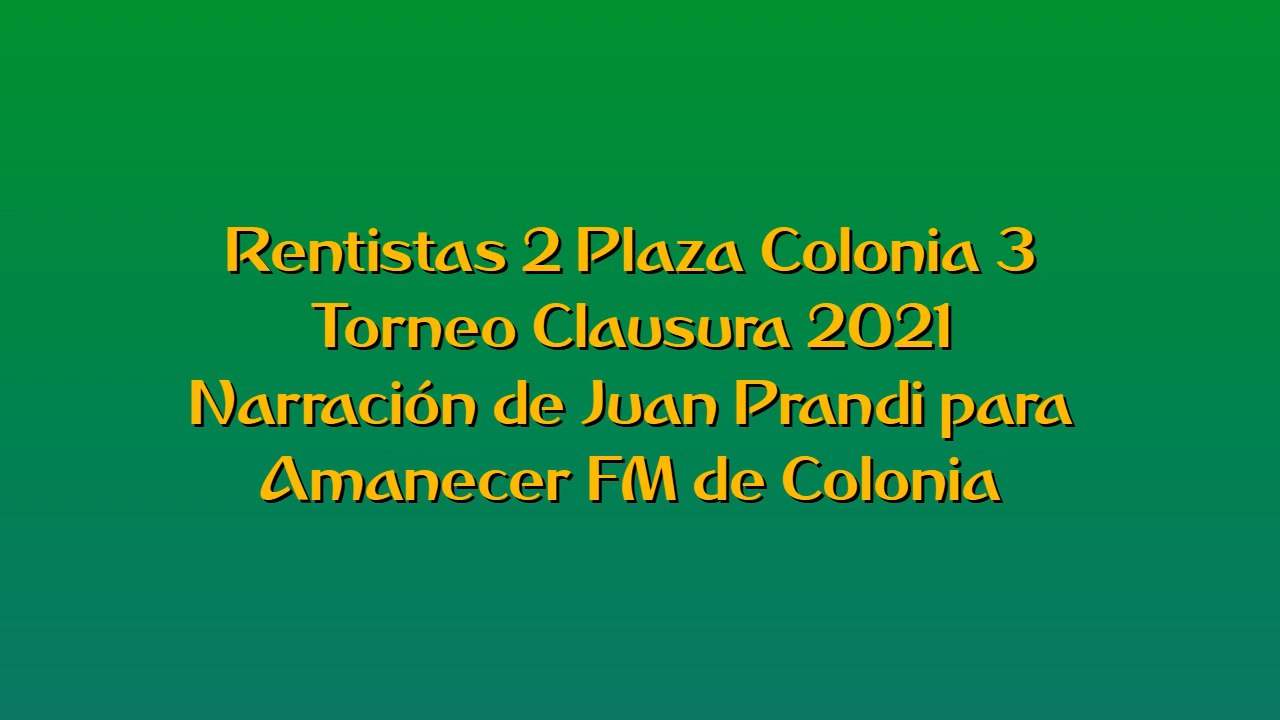 Rentistas 2 Plaza Colonia 3
Torneo Clausura 2021
Narración de Juan Prandi para
Amanecer FM de Colonia